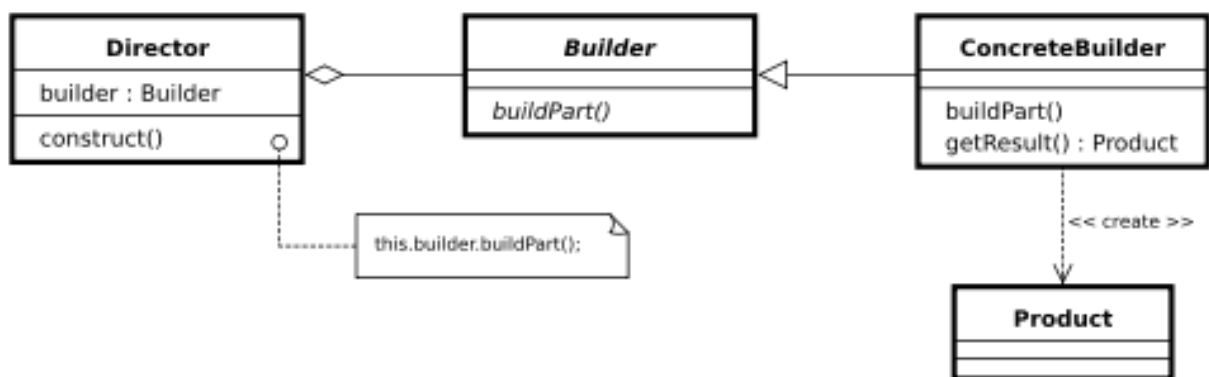 Director
builder : Builder
construct()
Builder
buildPart()
ConcreteBuilder
buildPart()
getResult() : Product
this.builder.buildPart();
<< create >>
Product